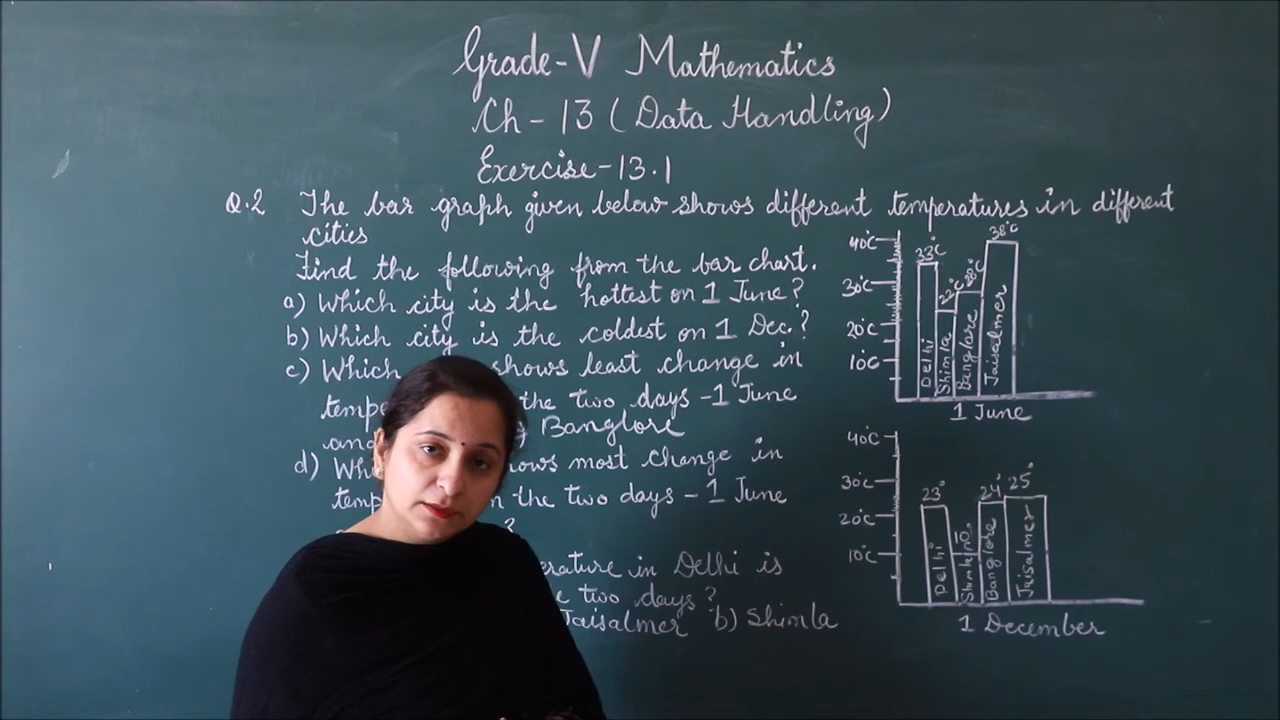 Grade-V Mathematics
Ch-13 (Data Handling)
Exercise-13.1
Q.2 The bar graph given below shows different temperatures in different
cities
Find the following from the bar chart.
a) Which city is the hottest on 1 June?
b) Which city is the coldest on 1 Dec.?
c) Which shows least change in
the two days -1 June
Banglore
d) most change in
the two days - 1 June
?
in Delhi is
two days?
Jaisalmer b) Shimla
40°C
30°C
20°C
10°C
33°C
22°C
28°C
38°C
Delhi
Shimla
Banglore
Jaisalmer
1 June
40°C
30°C
20°C
10°C
23°
10
24°
25°
Delhi
Shimla
Banglore
Jaisalmer
1 December